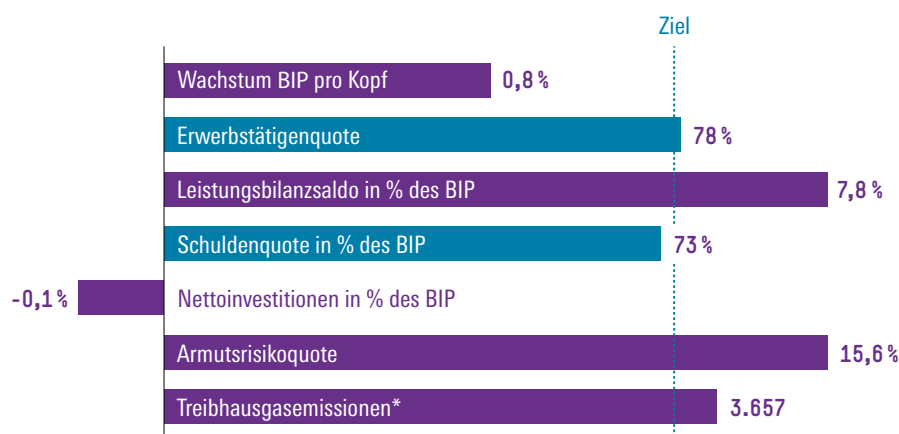 Ziel
Wachstum BIP pro Kopf 0,8 %
Erwerbstätigenquote 78 %
Leistungsbilanzsaldo in % des BIP 7,8 %
Schuldenquote in % des BIP 73 %
-0,1 % Nettoinvestitionen in % des BIP
Armutsrisikoquote 15,6 %
Treibhausgasemissionen* 3.657